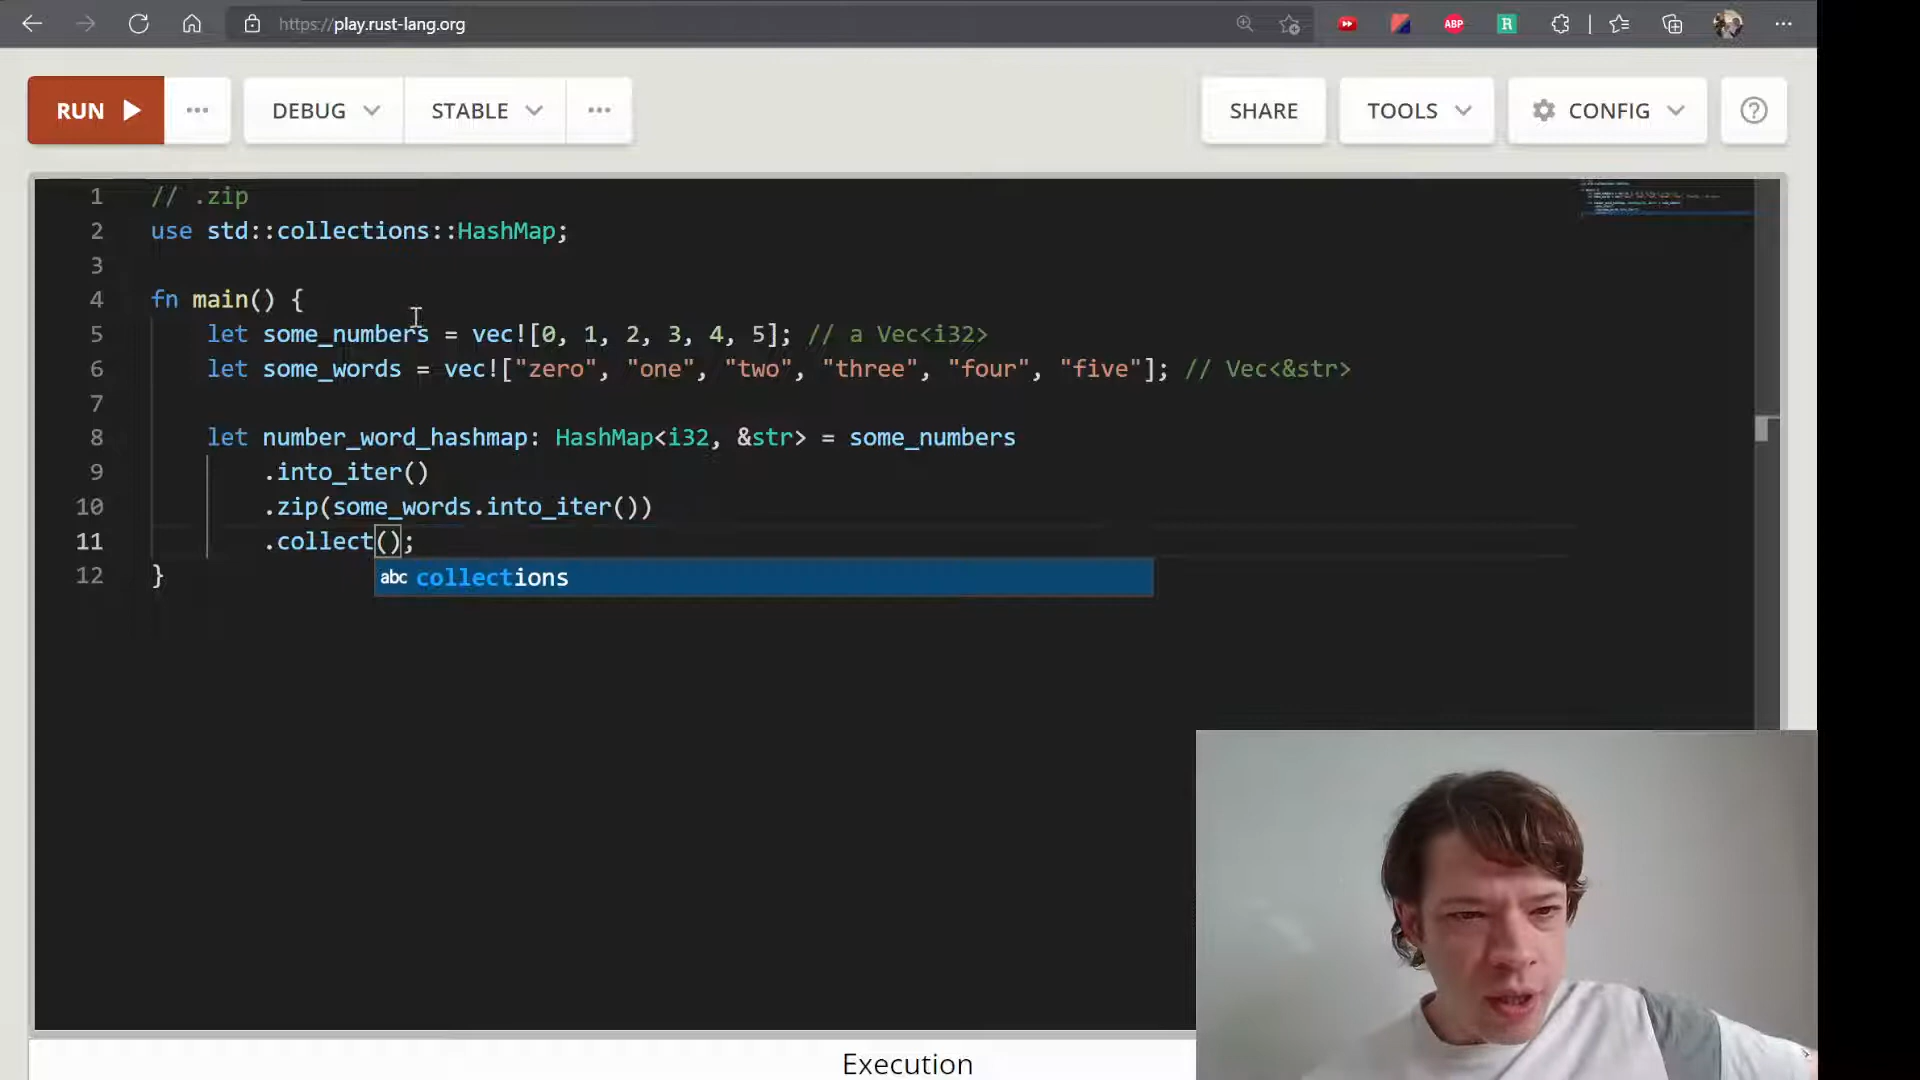 https://play.rust-lang.org
ABP
R
RUN
DEBUG
STABLE
SHARE
TOOLS
CONFIG
?
1 // .zip
2 use std::collections::HashMap;
3
4 fn main() {
5 let some_numbers = vec![0, 1, 2, 3, 4, 5]; // a Vec<i32>
6 let some_words = vec!["zero", "one", "two", "three", "four", "five"]; // Vec<&str>
7
8 let number_word_hashmap: HashMap<i32, &str> = some_numbers
9 .into_iter()
10 .zip(some_words.into_iter())
11 .collect();
abc collections
12 }
Execution